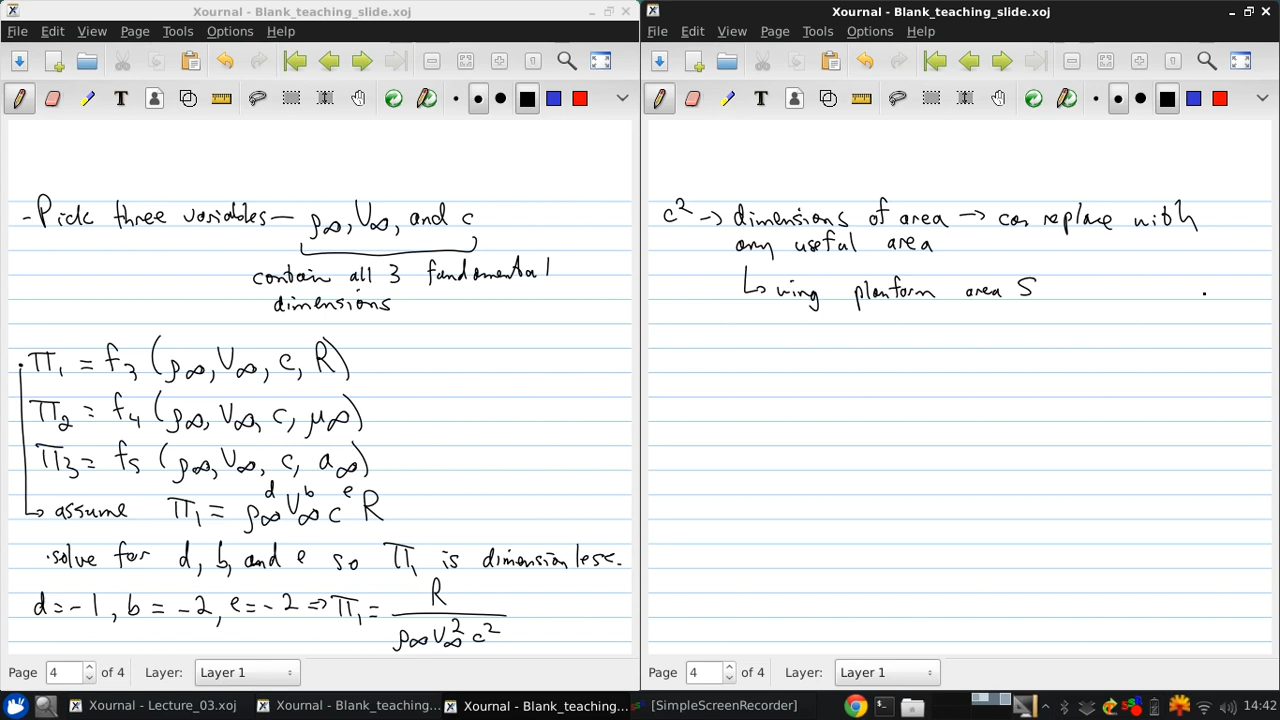 Xournal - Blank_teaching_slide.xoj
File Edit View Page Tools Options Help
- Pick three variables — ρ∞, V∞, and c
contain all 3 fundamental
dimensions
Π₁ = f₃ (ρ∞, V∞, c, R)
Π₂ = f₄ (ρ∞, V∞, c, μ∞)
Π₃ = f₅ (ρ∞, V∞, c, a∞)
↳ assume Π₁ = ρ∞^d V∞^b c^e R
·solve for d, b, and e so Π₁ is dimensionless.
d = -1, b = -2, e = -2 ⇒ Π₁ = R / ρ∞ V∞² c²
Page 4 of 4 Layer: Layer 1
Xournal - Blank_teaching_slide.xoj
File Edit View Page Tools Options Help
c² → dimensions of area → can replace with
any useful area
↳ wing planform area S
Page 4 of 4 Layer: Layer 1
Xournal - Lecture_03.xoj Xournal - Blank_teaching... Xournal - Blank_teaching... [SimpleScreenRecorder] 14:42